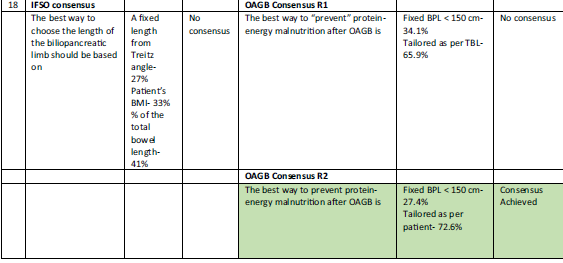 18
IFSO consensus
OAGB Consensus R1
The best way to
choose the length of
the biliopancreatic
limb should be based
on
A fixed
length
from
Treitz
angle-
27%
Patient's
BMI- 33%
% of the
total
bowel
length-
41%
No
consensus
The best way to "prevent" protein-
energy malnutrition after OAGB is
Fixed BPL < 150 cm-
34.1%
Tailored as per TBL-
65.9%
No consensus
OAGB Consensus R2
The best way to prevent protein-
energy malnutrition after OAGB is
Fixed BPL < 150 cm-
27.4%
Tailored as per
patient- 72.6%
Consensus
Achieved